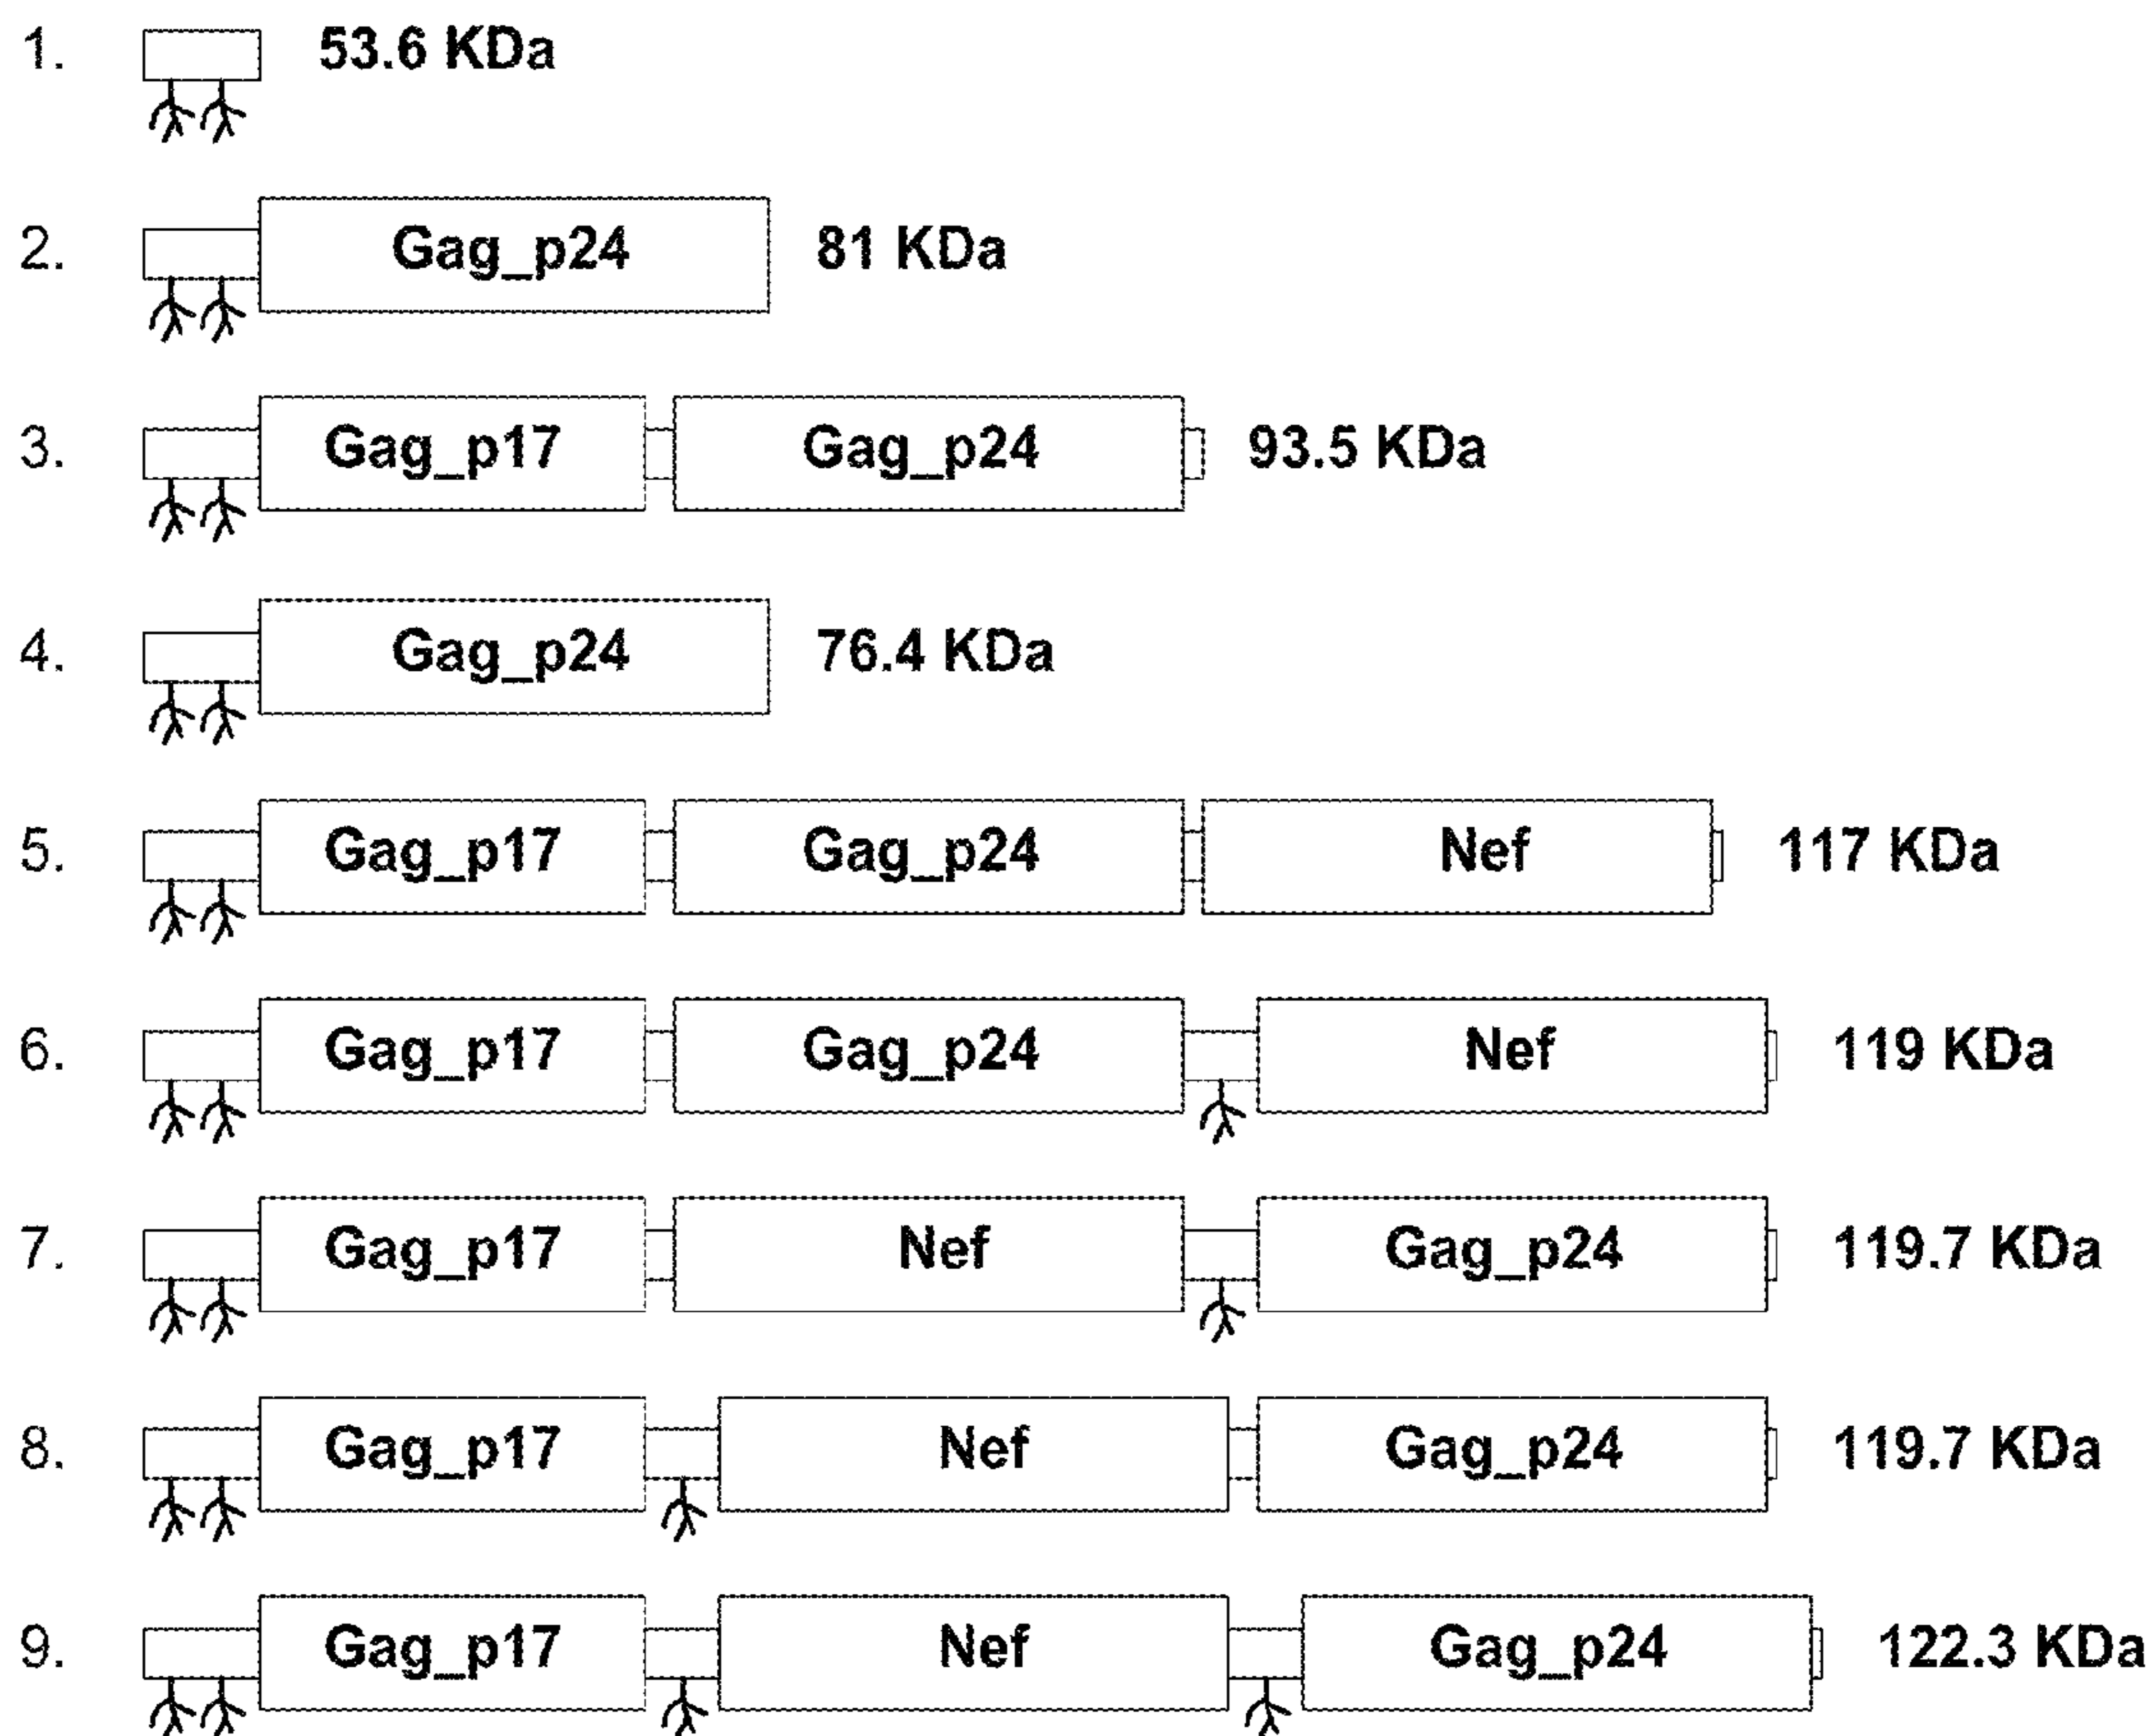 1. 53.6 KDa
2. Gag_p24 81 KDa
3. Gag_p17 Gag_p24 93.5 KDa
4. Gag_p24 76.4 KDa
5. Gag_p17 Gag_p24 Nef 117 KDa
6. Gag_p17 Gag_p24 Nef 119 KDa
7. Gag_p17 Nef Gag_p24 119.7 KDa
8. Gag_p17 Nef Gag_p24 119.7 KDa
9. Gag_p17 Nef Gag_p24 122.3 KDa